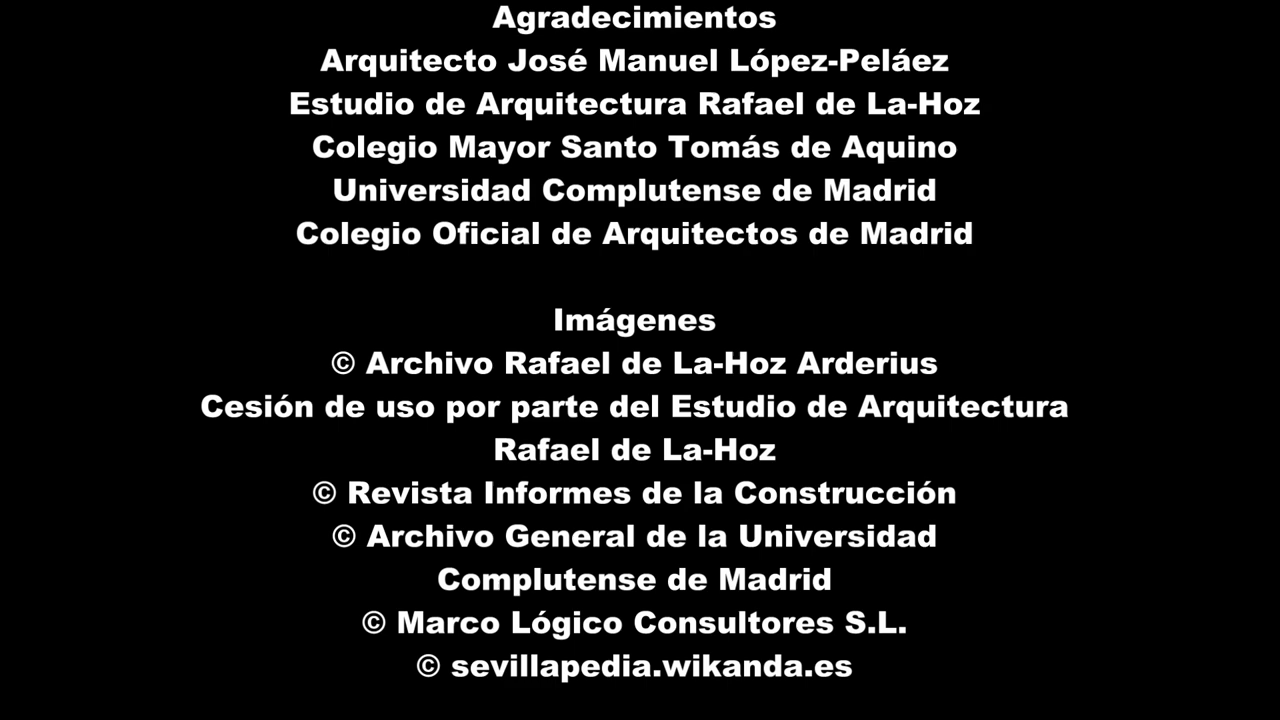 Agradecimientos
Arquitecto José Manuel López-Peláez
Estudio de Arquitectura Rafael de La-Hoz
Colegio Mayor Santo Tomás de Aquino
Universidad Complutense de Madrid
Colegio Oficial de Arquitectos de Madrid
Imágenes
© Archivo Rafael de La-Hoz Arderius
Cesión de uso por parte del Estudio de Arquitectura
Rafael de La-Hoz
© Revista Informes de la Construcción
© Archivo General de la Universidad
Complutense de Madrid
© Marco Lógico Consultores S.L.
© sevillapedia.wikanda.es